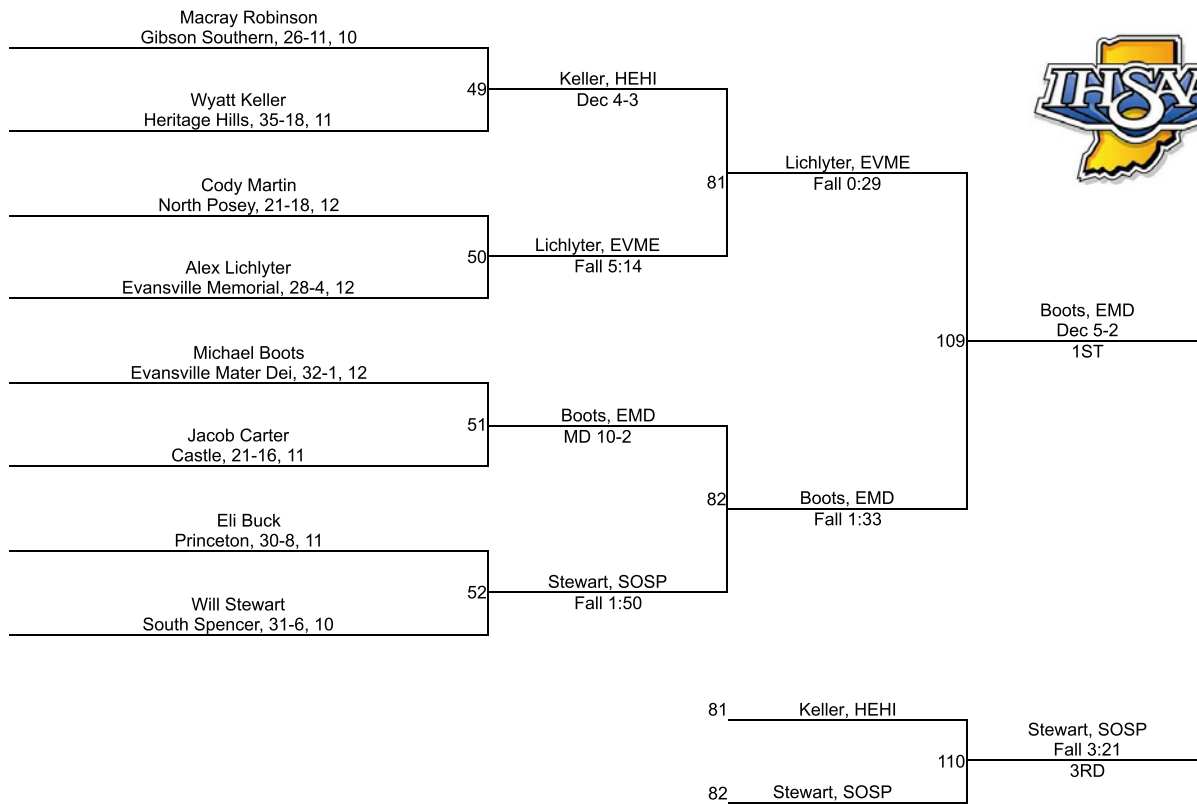 Macray Robinson
Gibson Southern, 26-11, 10
Wyatt Keller
Heritage Hills, 35-18, 11
Cody Martin
North Posey, 21-18, 12
Alex Lichlyter
Evansville Memorial, 28-4, 12
Michael Boots
Evansville Mater Dei, 32-1, 12
Jacob Carter
Castle, 21-16, 11
Eli Buck
Princeton, 30-8, 11
Will Stewart
South Spencer, 31-6, 10
49
Keller, HEHI
Dec 4-3
50
Lichlyter, EVME
Fall 5:14
51
Boots, EMD
MD 10-2
52
Stewart, SOSP
Fall 1:50
81
Lichlyter, EVME
Fall 0:29
82
Boots, EMD
Fall 1:33
109
Boots, EMD
Dec 5-2
1ST
81
Keller, HEHI
82
Stewart, SOSP
110
Stewart, SOSP
Fall 3:21
3RD
IHSAA